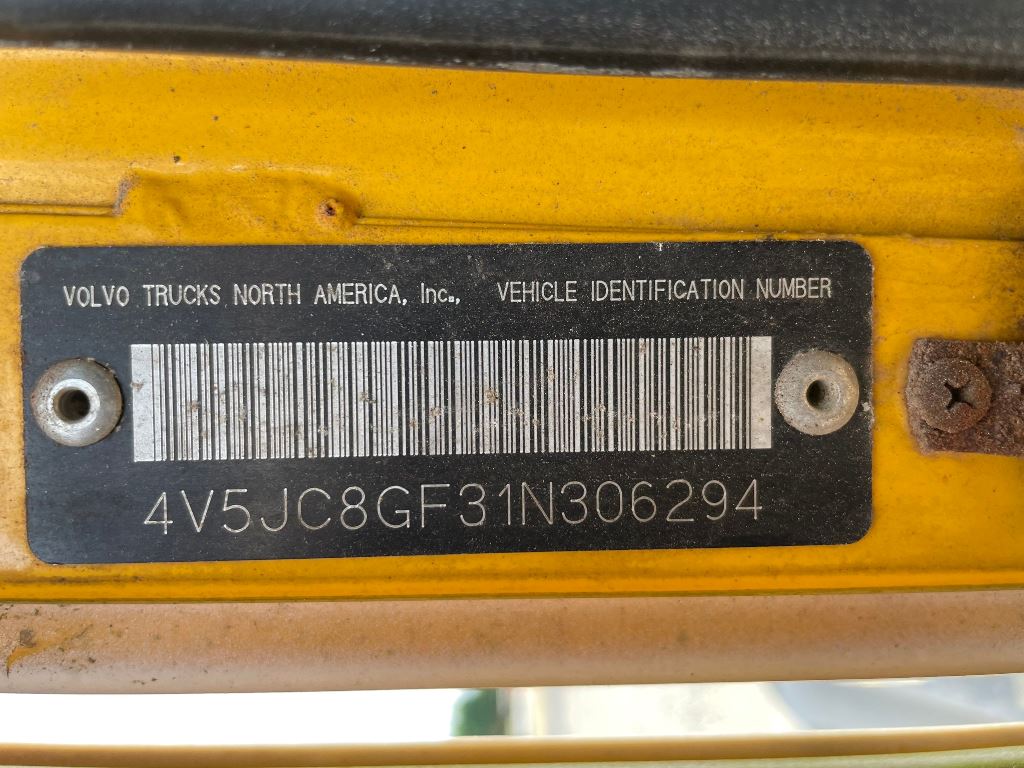 VOLVO TRUCKS NORTH AMERICA, Inc., VEHICLE IDENTIFICATION NUMBER
4V5JC8GF31N306294